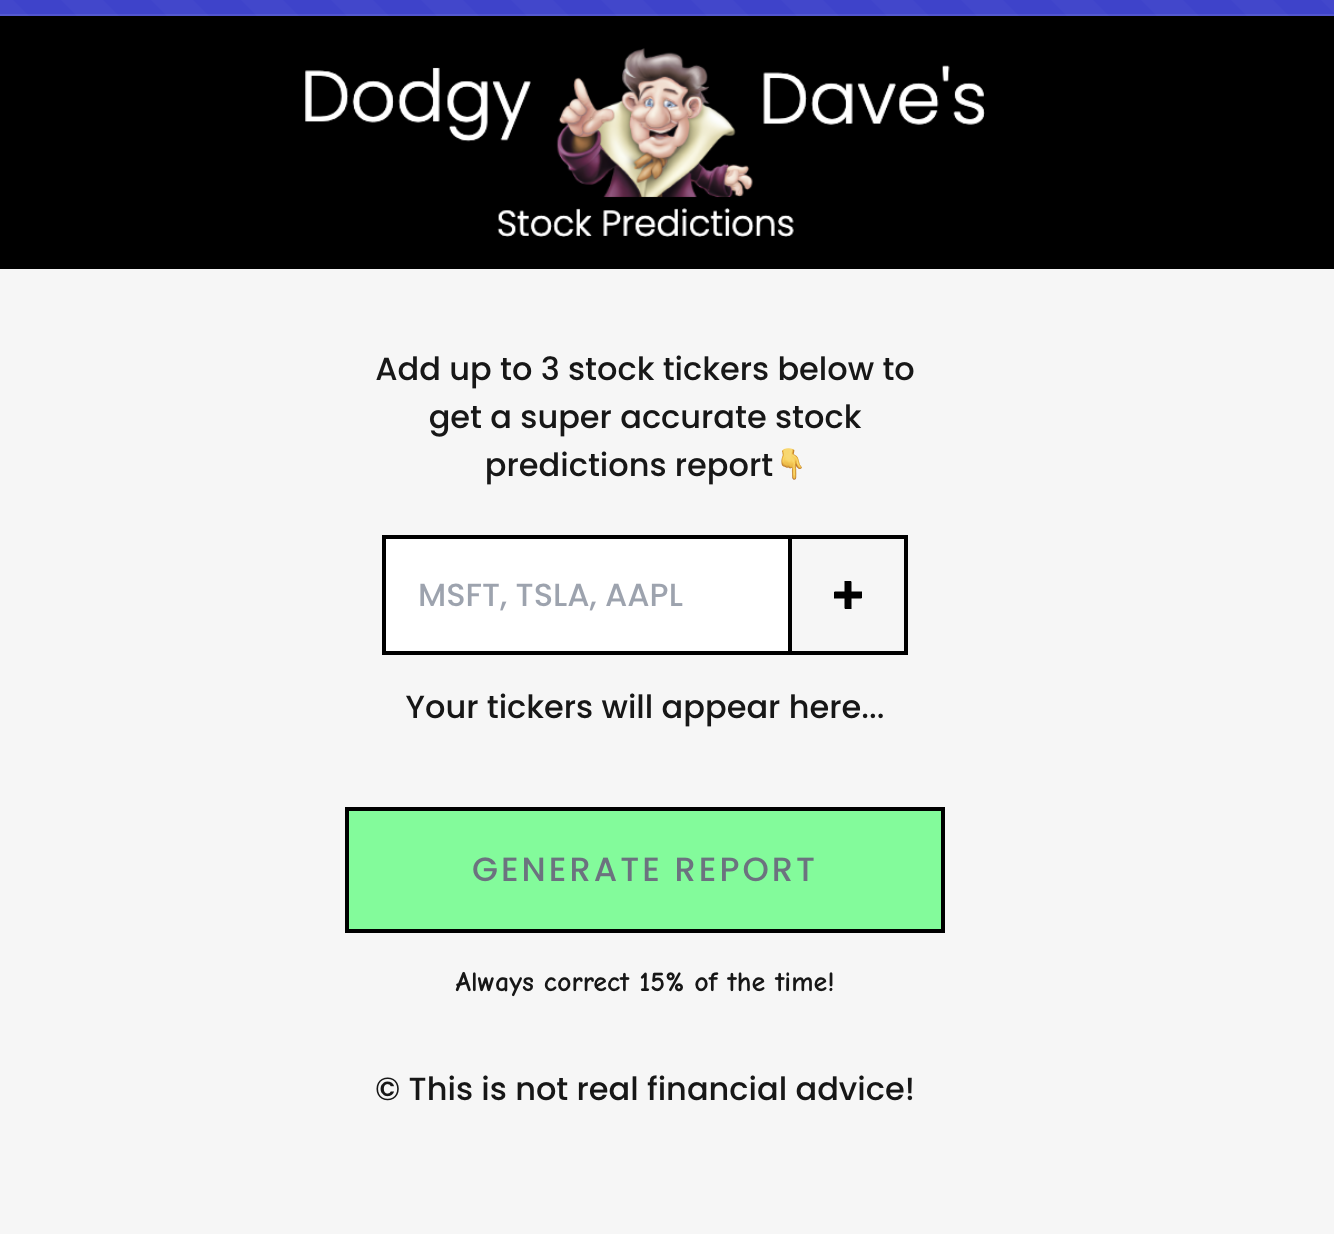 Dodgy Dave's
Stock Predictions
Add up to 3 stock tickers below to
get a super accurate stock
predictions report👇
MSFT, TSLA, AAPL
+
Your tickers will appear here...
GENERATE REPORT
Always correct 15% of the time!
© This is not real financial advice!